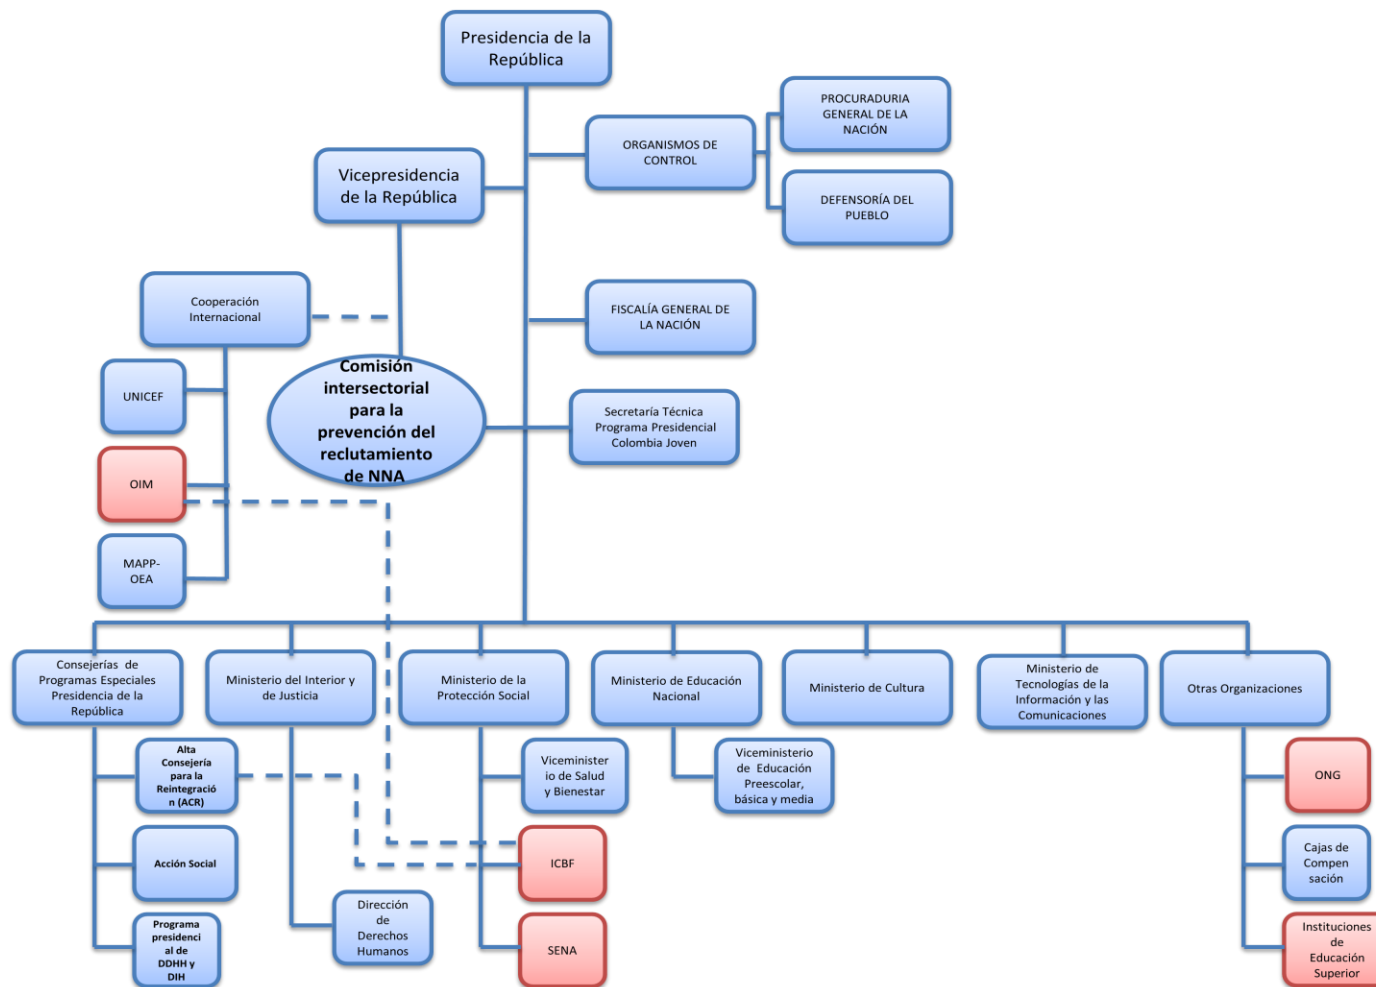 Presidencia de la
República
PROCURADURIA
GENERAL DE LA
NACIÓN
ORGANISMOS DE
CONTROL
Vicepresidencia
de la República
DEFENSORÍA DEL
PUEBLO
Cooperación
Internacional
FISCALÍA GENERAL DE
LA NACIÓN
Comisión
intersectorial
para la
prevención del
reclutamiento
de NNA
UNICEF
Secretaría Técnica
Programa Presidencial
Colombia Joven
OIM
MAPP-
OEA
Consejerías de
Programas Especiales
Presidencia de la
República
Ministerio del Interior y
de Justicia
Ministerio de la
Protección Social
Ministerio de Educación
Nacional
Ministerio de Cultura
Ministerio de
Tecnologías de la
Información y las
Comunicaciones
Otras Organizaciones
Alta
Consejería
para la
Reintegració
n (ACR)
Viceminister
io de Salud
y Bienestar
Viceministerio
de Educación
Preescolar,
básica y media
ONG
Acción Social
ICBF
Cajas de
Compen
sación
Programa
presidenci
al de
DDHH y
DIH
Dirección
de
Derechos
Humanos
SENA
Instituciones
de
Educación
Superior